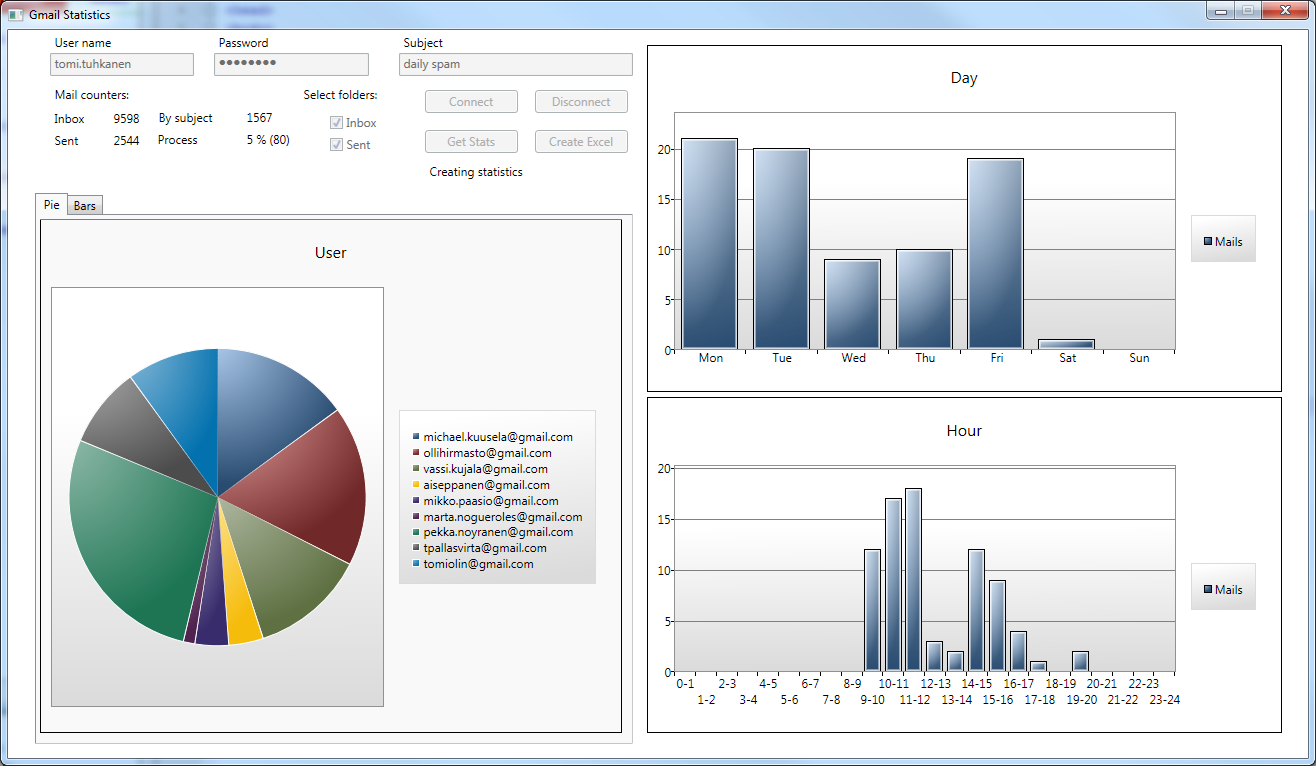 Gmail Statistics
User name Password Subject
tomi.tuhkanen ●●●●●●●● daily spam
Mail counters: Select folders:
Inbox 9598 By subject 1567 Inbox
Sent 2544 Process 5 % (80) Sent
Connect Disconnect
Get Stats Create Excel
Creating statistics
Pie Bars
User
michael.kuusela@gmail.com
ollihirmasto@gmail.com
vassi.kujala@gmail.com
aiseppanen@gmail.com
mikko.paasio@gmail.com
marta.nogueroles@gmail.com
pekka.noyranen@gmail.com
tpallasvirta@gmail.com
tomiolin@gmail.com
Day
20
15
10
5
0
Mon Tue Wed Thu Fri Sat Sun
Mails
Hour
20
15
10
5
0
0-1 2-3 4-5 6-7 8-9 10-11 12-13 14-15 16-17 18-19 20-21 22-23
1-2 3-4 5-6 7-8 9-10 11-12 13-14 15-16 17-18 19-20 21-22 23-24
Mails